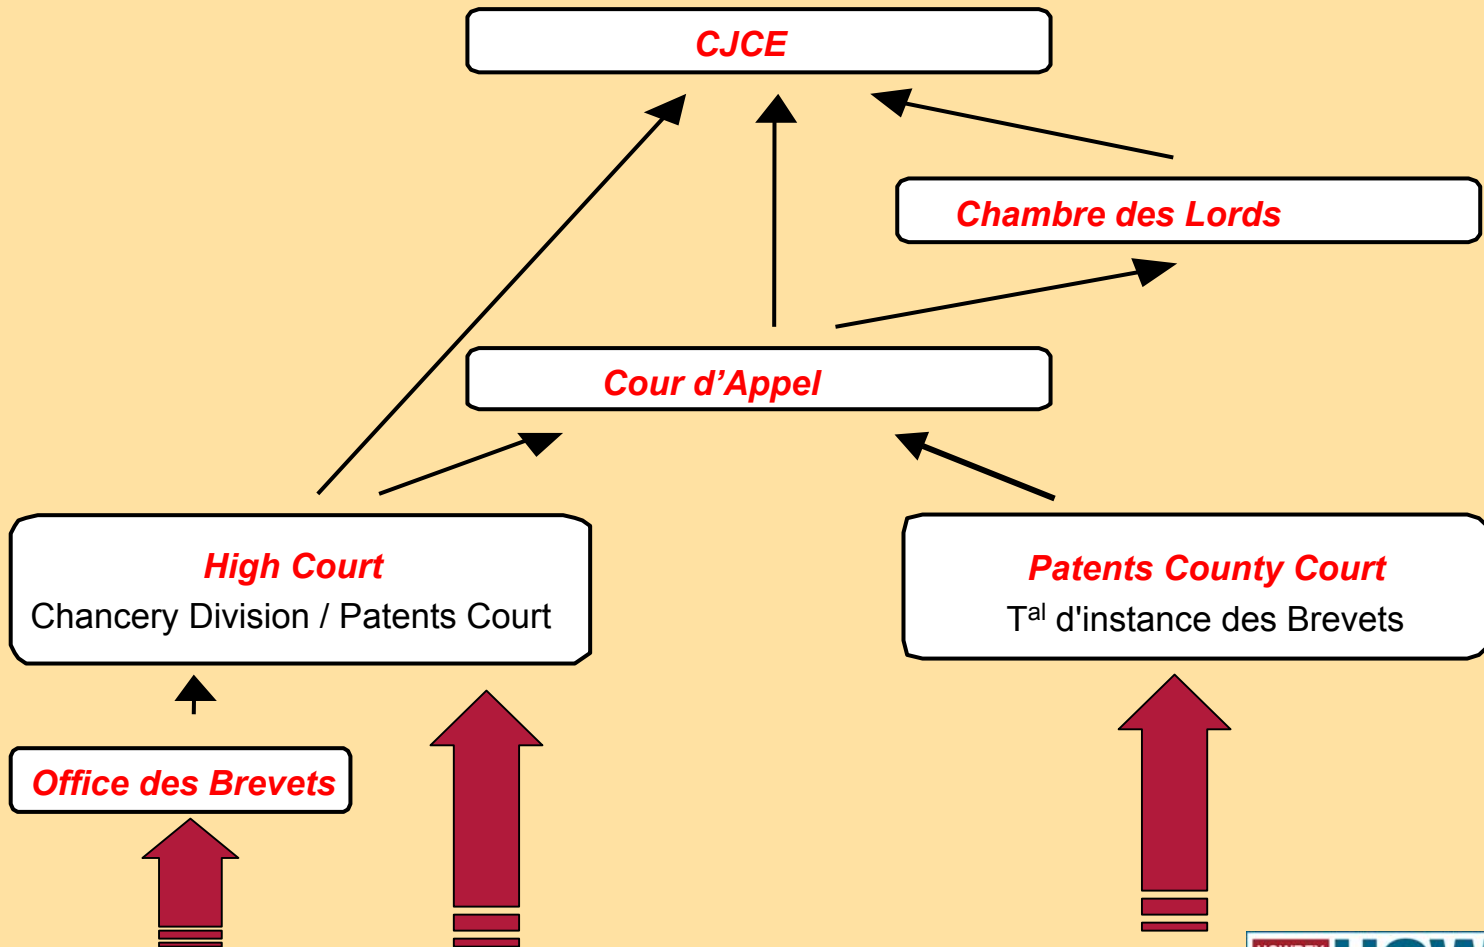 CJCE
Chambre des Lords
Cour d’Appel
High Court
Chancery Division / Patents Court
Patents County Court
Tal d'instance des Brevets
Office des Brevets